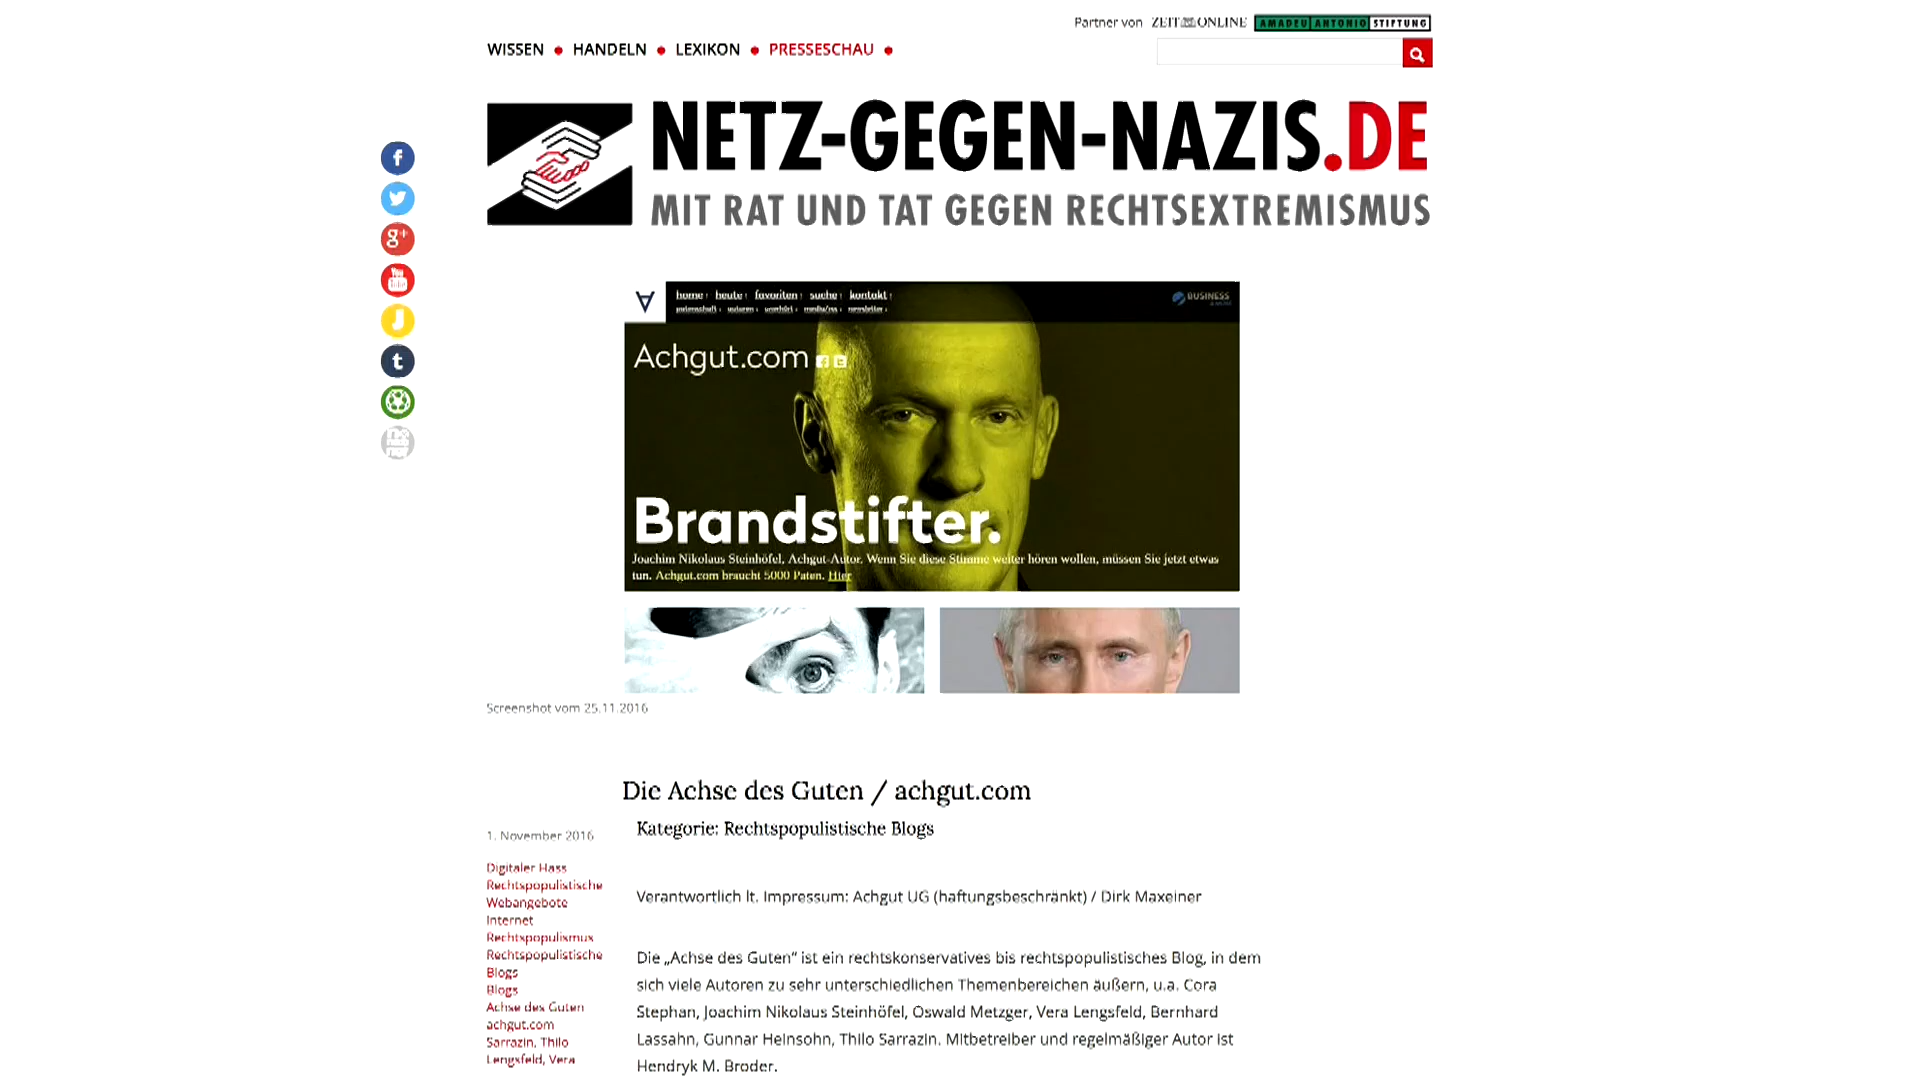 Partner von ZEIT ONLINE AMADEU ANTONIO STIFTUNG
WISSEN HANDELN LEXIKON PRESSESCHAU
NETZ-GEGEN-NAZIS.DE
MIT RAT UND TAT GEGEN RECHTSEXTREMISMUS
home heute favoriten suche kontakt
BUSINESS
Achgut.com
Brandstifter.
Joachim Nikolaus Steinhöfel, Achgut-Autor. Wenn Sie diese Stimme weiter hören wollen, müssen Sie jetzt etwas
tun. Achgut.com braucht 5000 Paten. Hier
Screenshot vom 25.11.2016
Die Achse des Guten / achgut.com
Kategorie: Rechtspopulistische Blogs
1. November 2016
Digitaler Hass
Rechtspopulistische
Webangebote
Internet
Rechtspopulismus
Rechtspopulistische
Blogs
Blogs
Achse des Guten
achgut.com
Sarrazin, Thilo
Lengsfeld, Vera
Verantwortlich lt. Impressum: Achgut UG (haftungsbeschränkt) / Dirk Maxeiner
Die „Achse des Guten“ ist ein rechtskonservatives bis rechtspopulistisches Blog, in dem
sich viele Autoren zu sehr unterschiedlichen Themenbereichen äußern, u.a. Cora
Stephan, Joachim Nikolaus Steinhöfel, Oswald Metzger, Vera Lengsfeld, Bernhard
Lassahn, Gunnar Heinsohn, Thilo Sarrazin. Mitbetreiber und regelmäßiger Autor ist
Hendryk M. Broder.